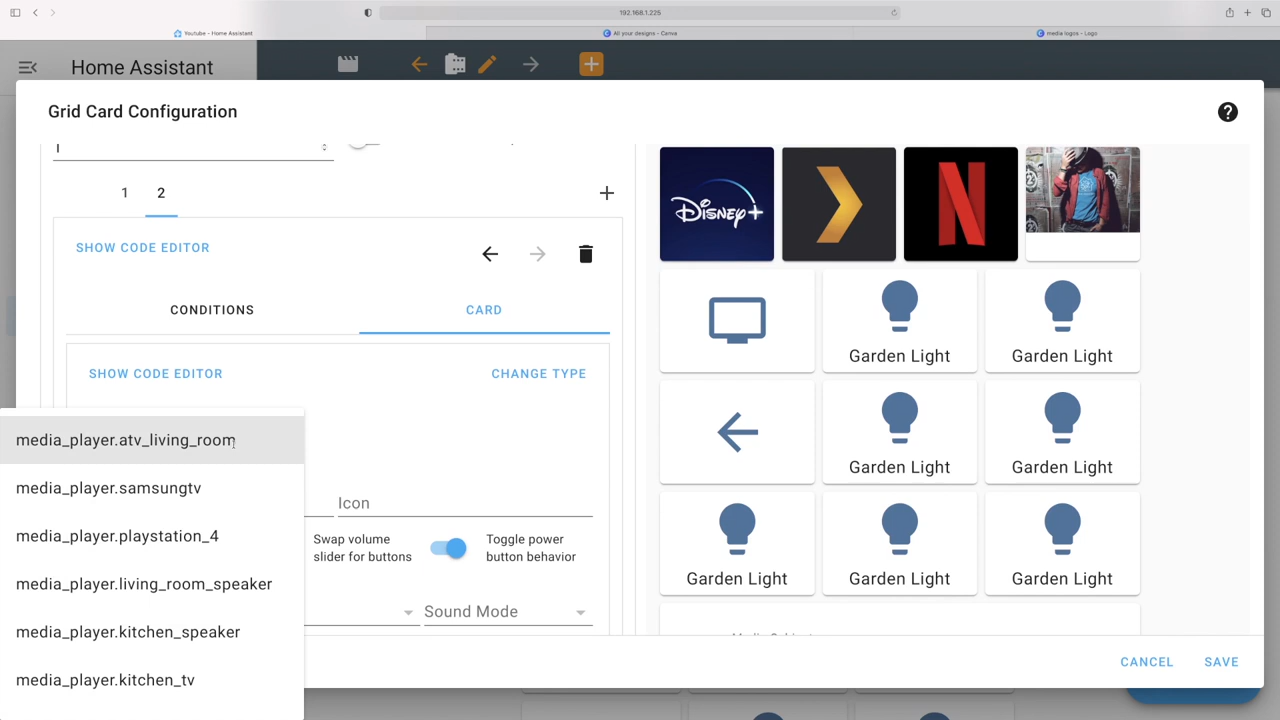 192.168.1.225
Youtube - Home Assistant
All your designs - Canva
media logos - Logo
Home Assistant
Grid Card Configuration
1
1
2
SHOW CODE EDITOR
CONDITIONS
CARD
SHOW CODE EDITOR
CHANGE TYPE
media_player.atv_living_room
media_player.samsungtv
media_player.playstation_4
media_player.living_room_speaker
media_player.kitchen_speaker
media_player.kitchen_tv
Icon
Swap volume
slider for buttons
Toggle power
button behavior
Sound Mode
Disney+
N
Garden Light
Garden Light
Garden Light
Garden Light
Garden Light
Garden Light
Garden Light
CANCEL
SAVE